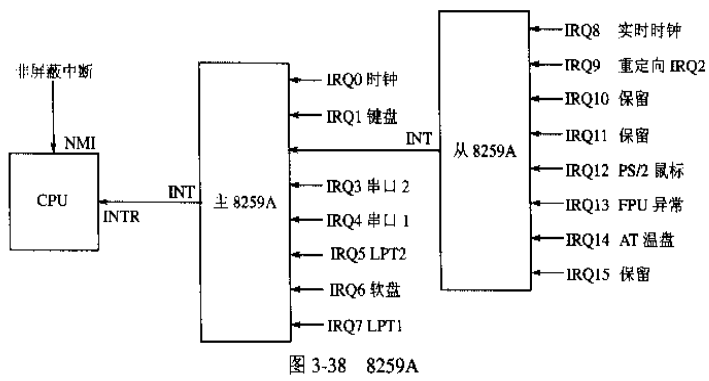 非屏蔽中断
NMI
CPU
INTR
INT
主 8259A
IRQ0 时钟
IRQ1 键盘
IRQ3 串口 2
IRQ4 串口 1
IRQ5 LPT2
IRQ6 软盘
IRQ7 LPT1
INT
从 8259A
IRQ8 实时时钟
IRQ9 重定向 IRQ2
IRQ10 保留
IRQ11 保留
IRQ12 PS/2 鼠标
IRQ13 FPU 异常
IRQ14 AT 温盘
IRQ15 保留
图 3-38 8259A